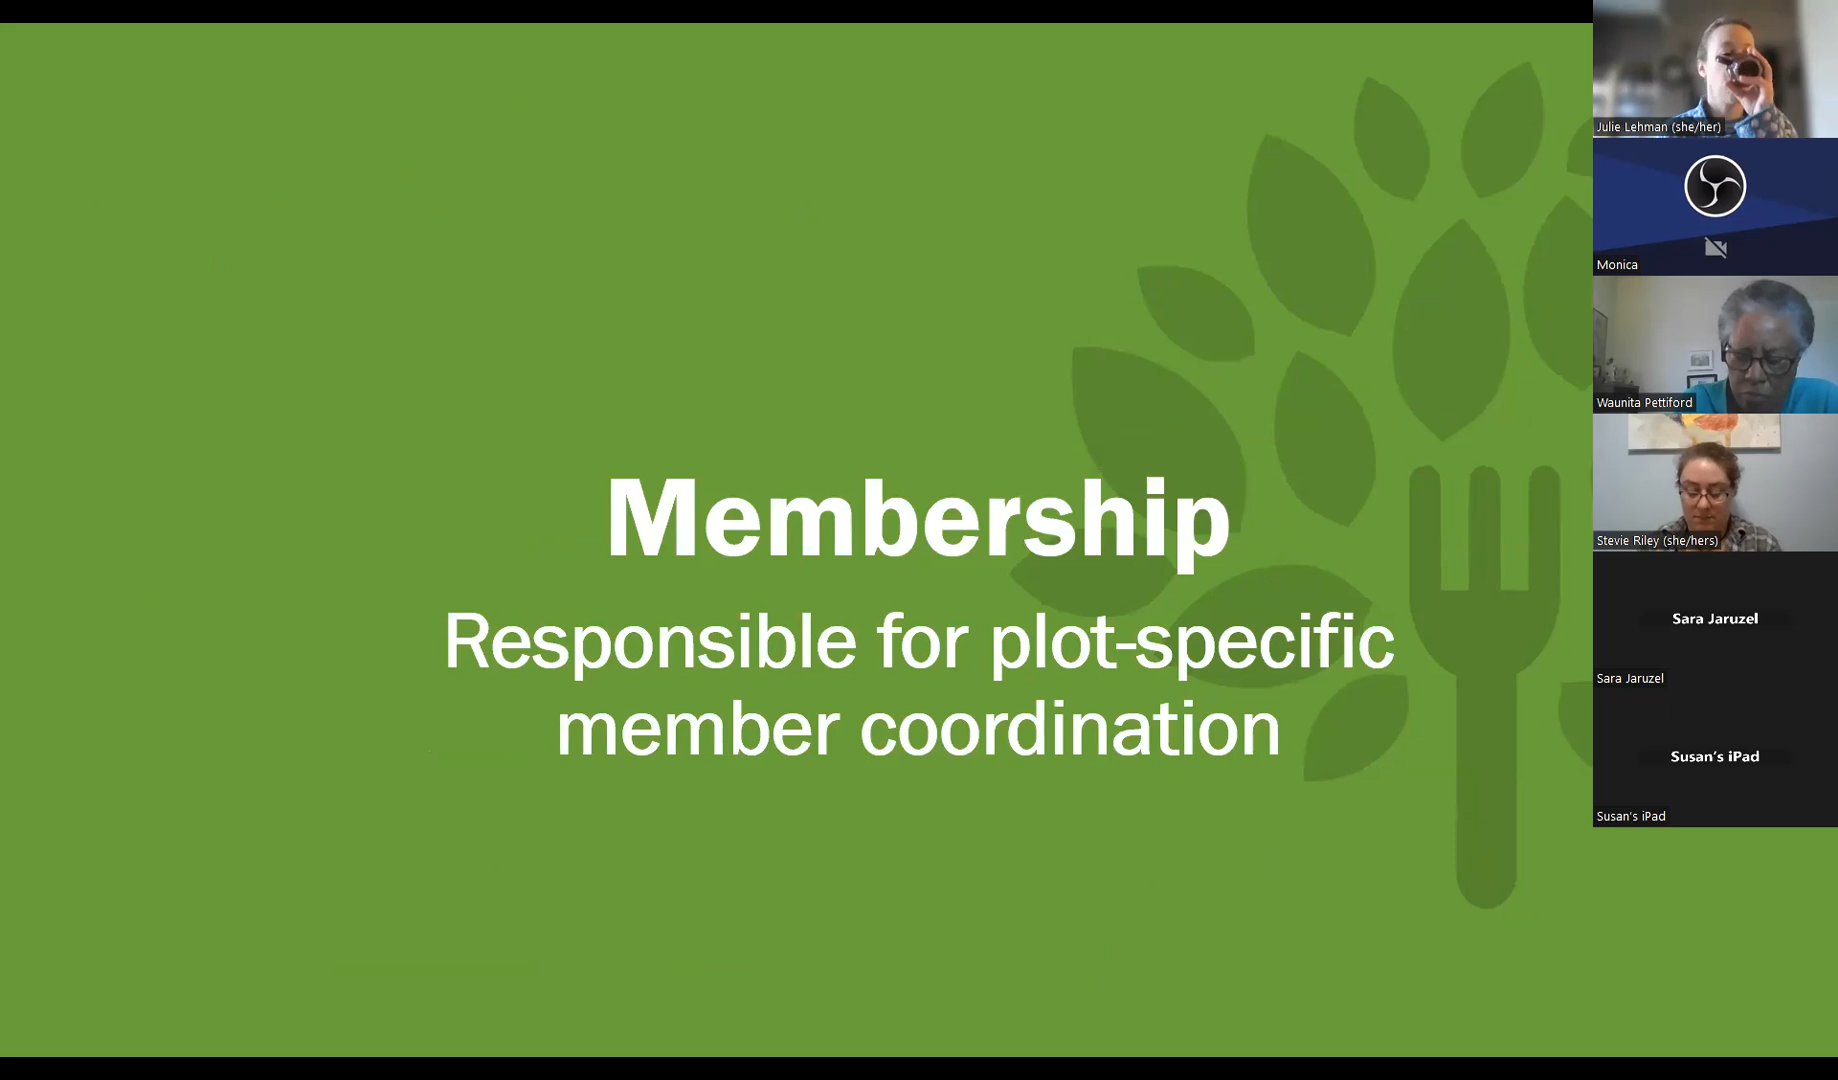 Membership
Responsible for plot-specific
member coordination
Julie Lehman (she/her)
Monica
Waunita Pettiford
Stevie Riley (she/hers)
Sara Jaruzel
Sara Jaruzel
Susan's iPad
Susan's iPad